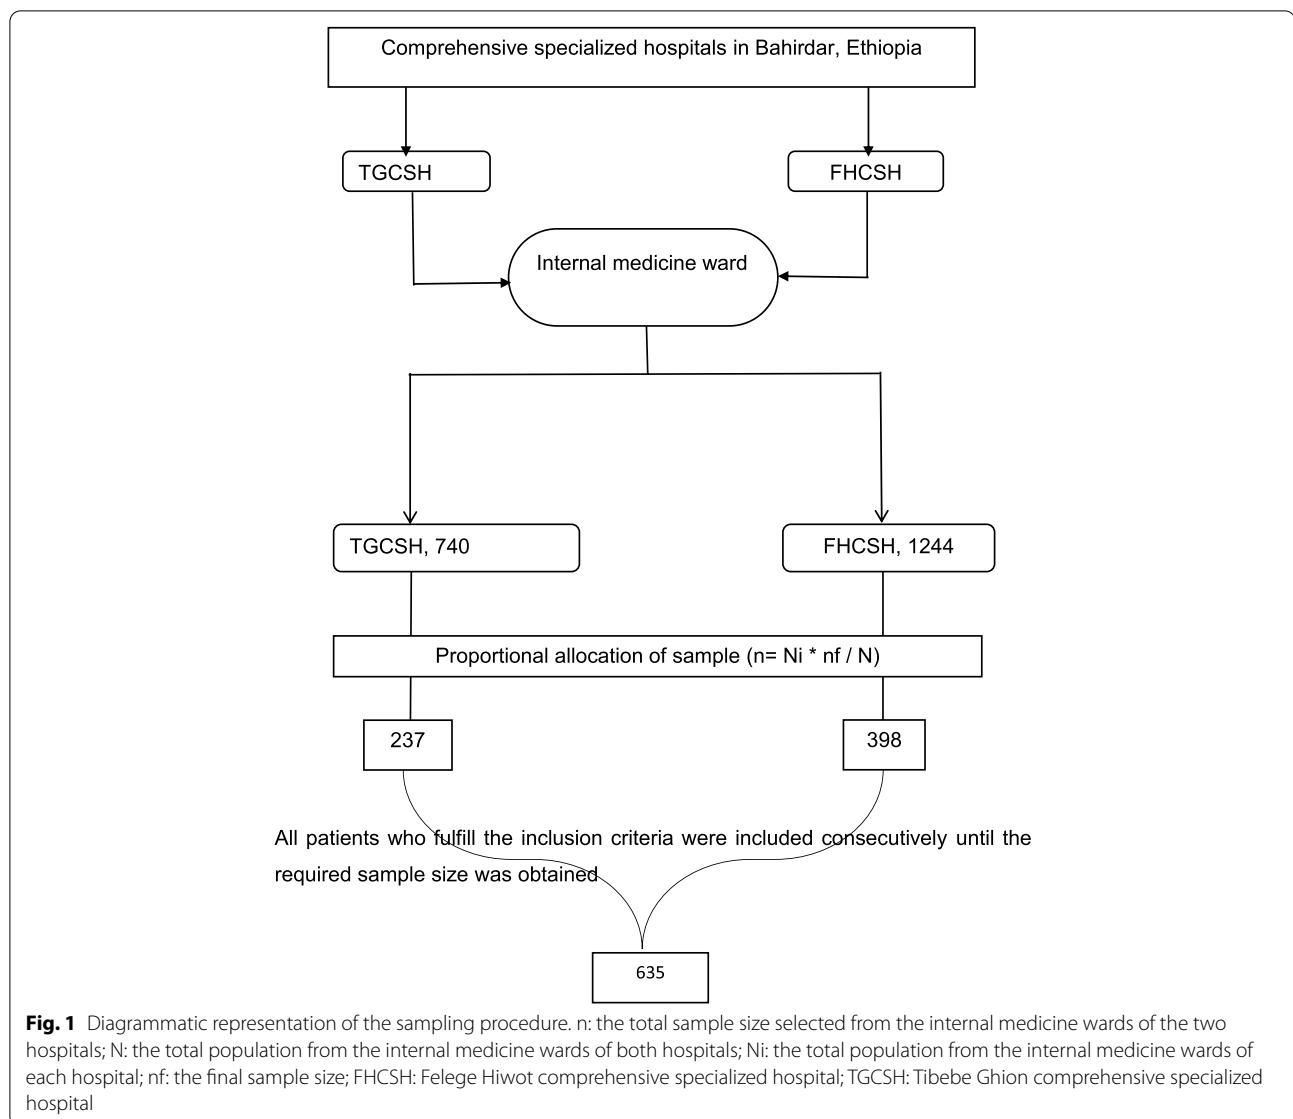 Comprehensive specialized hospitals in Bahirdar, Ethiopia
TGCSH
FHCSH
Internal medicine ward
TGCSH, 740
FHCSH, 1244
Proportional allocation of sample (n= Ni * nf / N)
237
398
All patients who fulfill the inclusion criteria were included consecutively until the
required sample size was obtained
635
Fig. 1 Diagrammatic representation of the sampling procedure. n: the total sample size selected from the internal medicine wards of the two
hospitals; N: the total population from the internal medicine wards of both hospitals; Ni: the total population from the internal medicine wards of
each hospital; nf: the final sample size; FHCSH: Felege Hiwot comprehensive specialized hospital; TGCSH: Tibebe Ghion comprehensive specialized
hospital